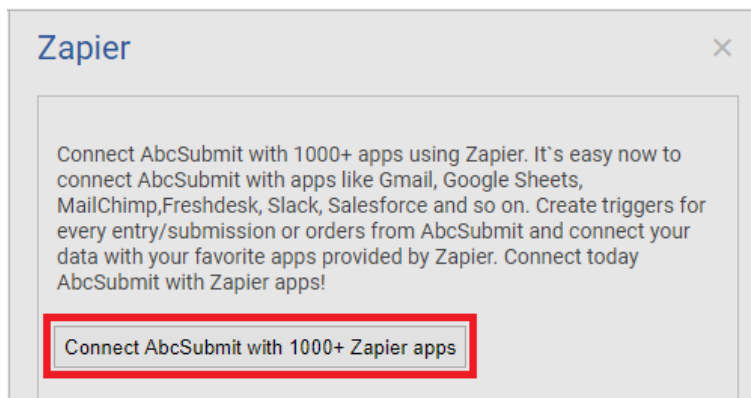 Zapier
Connect AbcSubmit with 1000+ apps using Zapier. It`s easy now to
connect AbcSubmit with apps like Gmail, Google Sheets,
MailChimp,Freshdesk, Slack, Salesforce and so on. Create triggers for
every entry/submission or orders from AbcSubmit and connect your
data with your favorite apps provided by Zapier. Connect today
AbcSubmit with Zapier apps!
Connect AbcSubmit with 1000+ Zapier apps